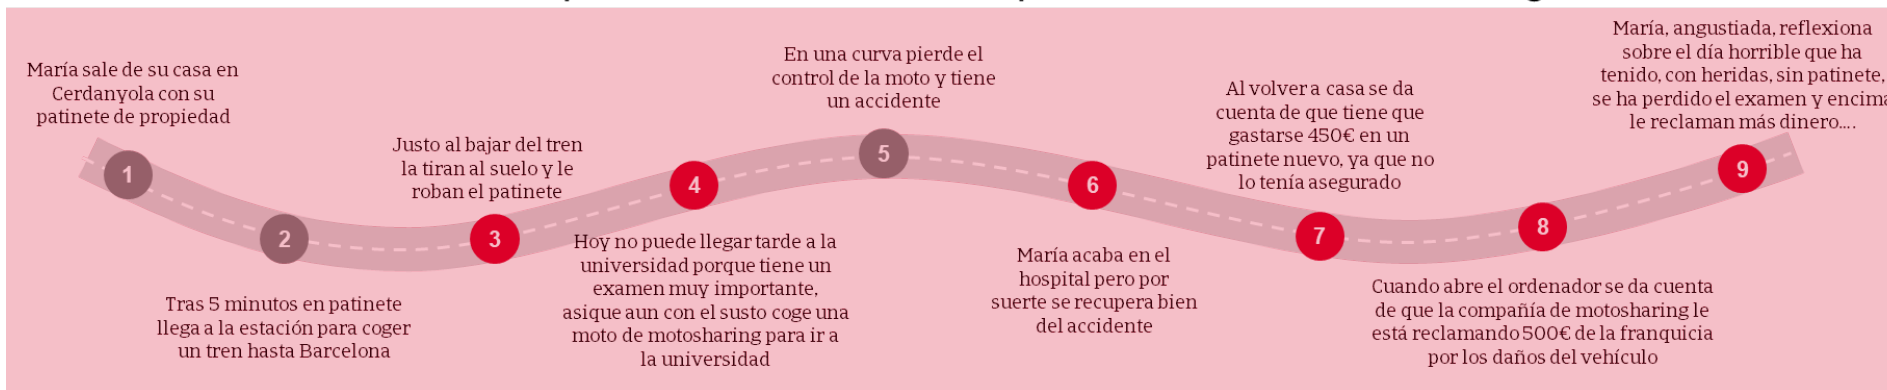 María sale de su casa en
Cerdanyola con su
patinete de propiedad
1
2
Tras 5 minutos en patinete
llega a la estación para coger
un tren hasta Barcelona
Justo al bajar del tren
la tiran al suelo y le
roban el patinete
3
4
Hoy no puede llegar tarde a la
universidad porque tiene un
examen muy importante,
asique aun con el susto coge una
moto de motosharing para ir a
la universidad
En una curva pierde el
control de la moto y tiene
un accidente
5
6
María acaba en el
hospital pero por
suerte se recupera bien
del accidente
Al volver a casa se da
cuenta de que tiene que
gastarse 450€ en un
patinete nuevo, ya que no
lo tenía asegurado
7
8
Cuando abre el ordenador se da cuenta
de que la compañía de motosharing le
está reclamando 500€ de la franquicia
por los daños del vehículo
María, angustiada, reflexiona
sobre el día horrible que ha
tenido, con heridas, sin patinete,
se ha perdido el examen y encima
le reclaman más dinero....
9